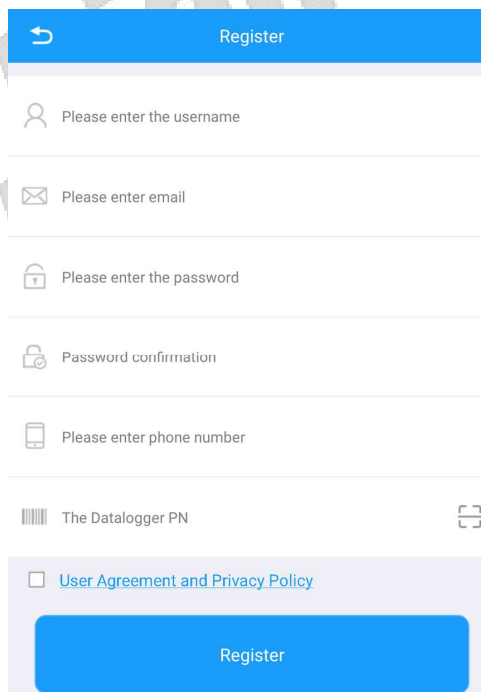 Register
Please enter the username
Please enter email
Please enter the password
Password confirmation
Please enter phone number
The Datalogger PN
User Agreement and Privacy Policy
Register